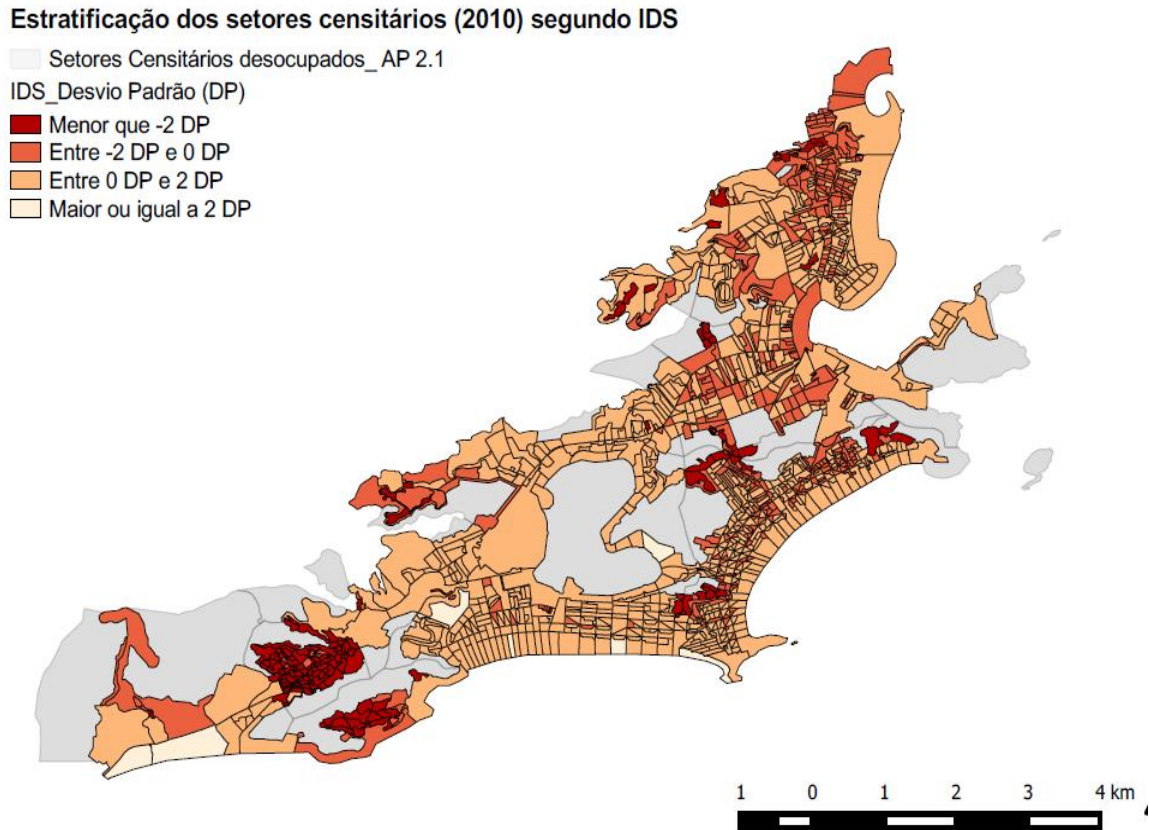 Estratificação dos setores censitários (2010) segundo IDS
Setores Censitários desocupados_ AP 2.1
IDS_Desvio Padrão (DP)
Menor que -2 DP
Entre -2 DP e 0 DP
Entre 0 DP e 2 DP
Maior ou igual a 2 DP
1 0 1 2 3 4 km